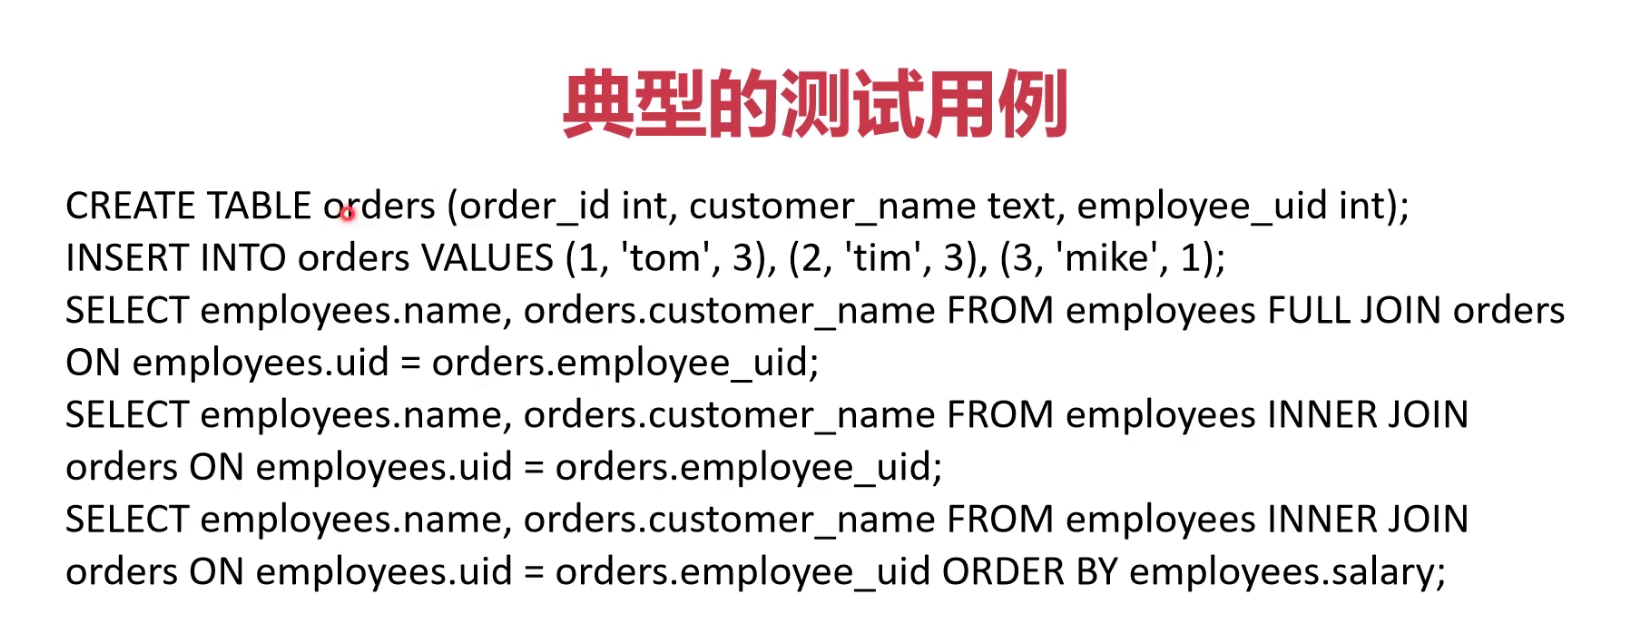 典型的测试用例
CREATE TABLE orders (order_id int, customer_name text, employee_uid int);
INSERT INTO orders VALUES (1, 'tom', 3), (2, 'tim', 3), (3, 'mike', 1);
SELECT employees.name, orders.customer_name FROM employees FULL JOIN orders
ON employees.uid = orders.employee_uid;
SELECT employees.name, orders.customer_name FROM employees INNER JOIN
orders ON employees.uid = orders.employee_uid;
SELECT employees.name, orders.customer_name FROM employees INNER JOIN
orders ON employees.uid = orders.employee_uid ORDER BY employees.salary;